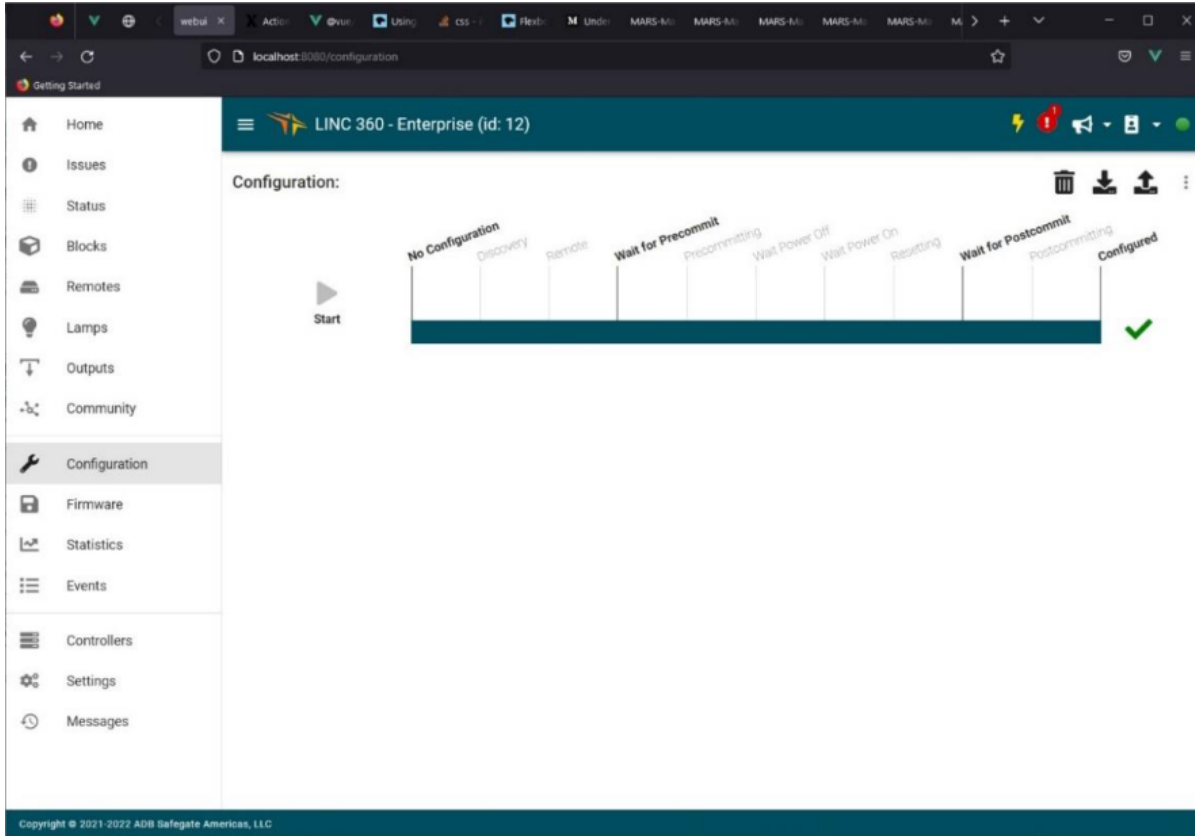 webui
Action
@vue/
Using
css -
Flexbo
M Under
MARS-Ma
MARS-Ma
MARS-Ma
MARS-Ma
MARS-Ma
localhost:8080/configuration
Getting Started
Home
Issues
Status
Blocks
Remotes
Lamps
Outputs
Community
Configuration
Firmware
Statistics
Events
Controllers
Settings
Messages
LINC 360 - Enterprise (id: 12)
1
Configuration:
Start
No Configuration
Discovery
Remote
Wait for Precommit
Precommitting
Wait Power Off
Wait Power On
Resetting
Wait for Postcommit
Postcommitting
Configured
Copyright © 2021-2022 ADB Safegate Americas, LLC